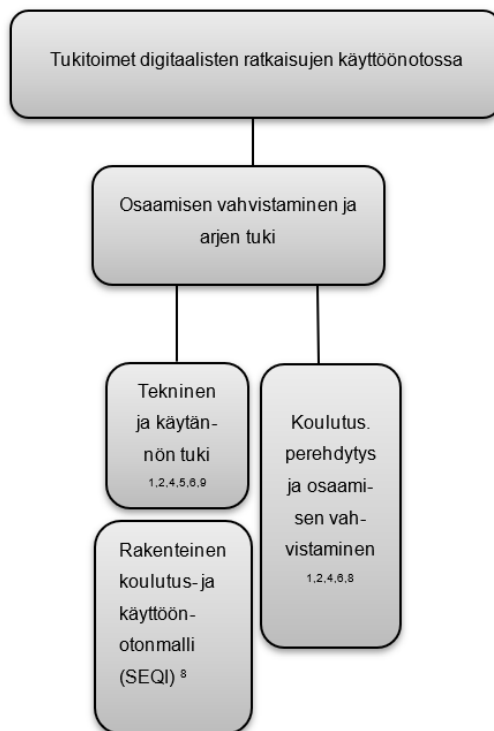 Tukitoimet digitaalisten ratkaisujen käyttöönotossa
Osaamisen vahvistaminen ja
arjen tuki
Tekninen
ja käytän-
nön tuki
1,2,4,5,6,9
Koulutus.
perehdytys
ja osaami-
sen vah-
vistaminen
1,2,4,6,8
Rakenteinen
koulutus-ja
käyttöön-
otonmalli
(SEQI) 8